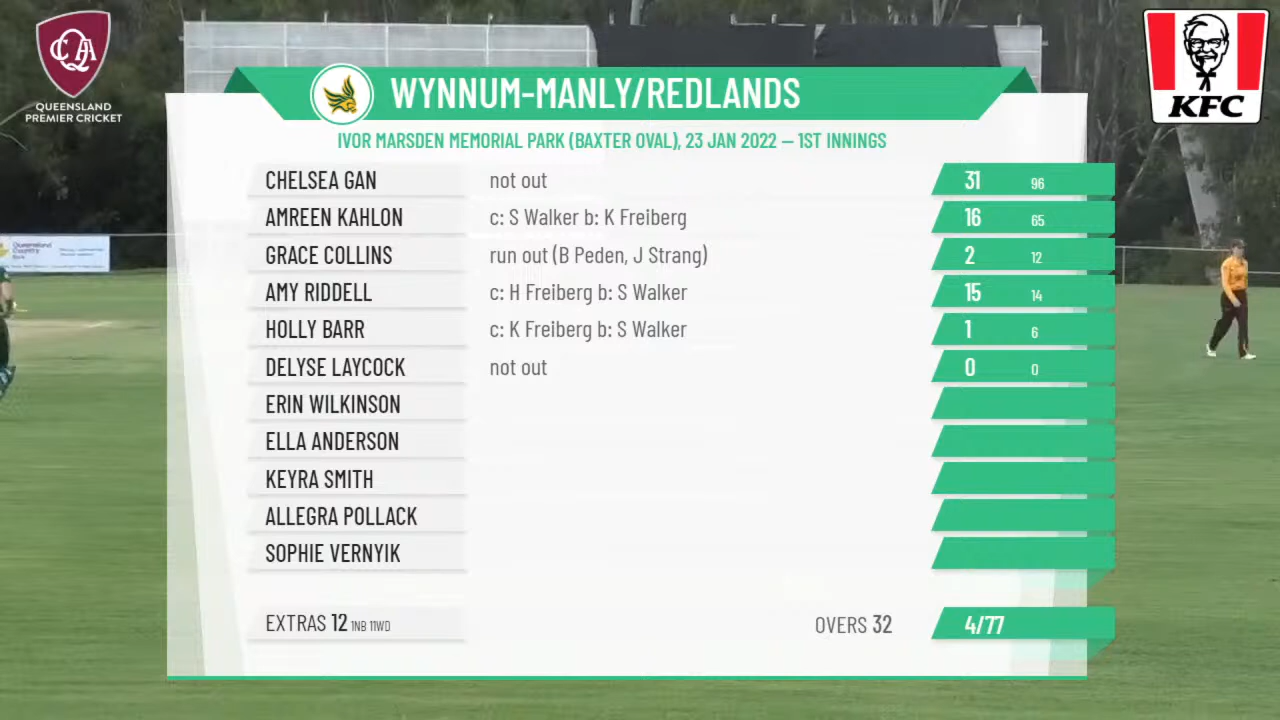 QUEENSLAND
PREMIER CRICKET
KFC
WYNNUM-MANLY/REDLANDS
IVOR MARSDEN MEMORIAL PARK (BAXTER OVAL), 23 JAN 2022 – 1ST INNINGS
CHELSEA GAN not out 31 96
AMREEN KAHLON c: S Walker b: K Freiberg 16 65
GRACE COLLINS run out (B Peden, J Strang) 2 12
AMY RIDDELL c: H Freiberg b: S Walker 15 14
HOLLY BARR c: K Freiberg b: S Walker 1 6
DELYSE LAYCOCK not out 0 0
ERIN WILKINSON
ELLA ANDERSON
KEYRA SMITH
ALLEGRA POLLACK
SOPHIE VERNYIK
EXTRAS 12 1NB 11WD OVERS 32 4/77
Queensland
Country
Bank